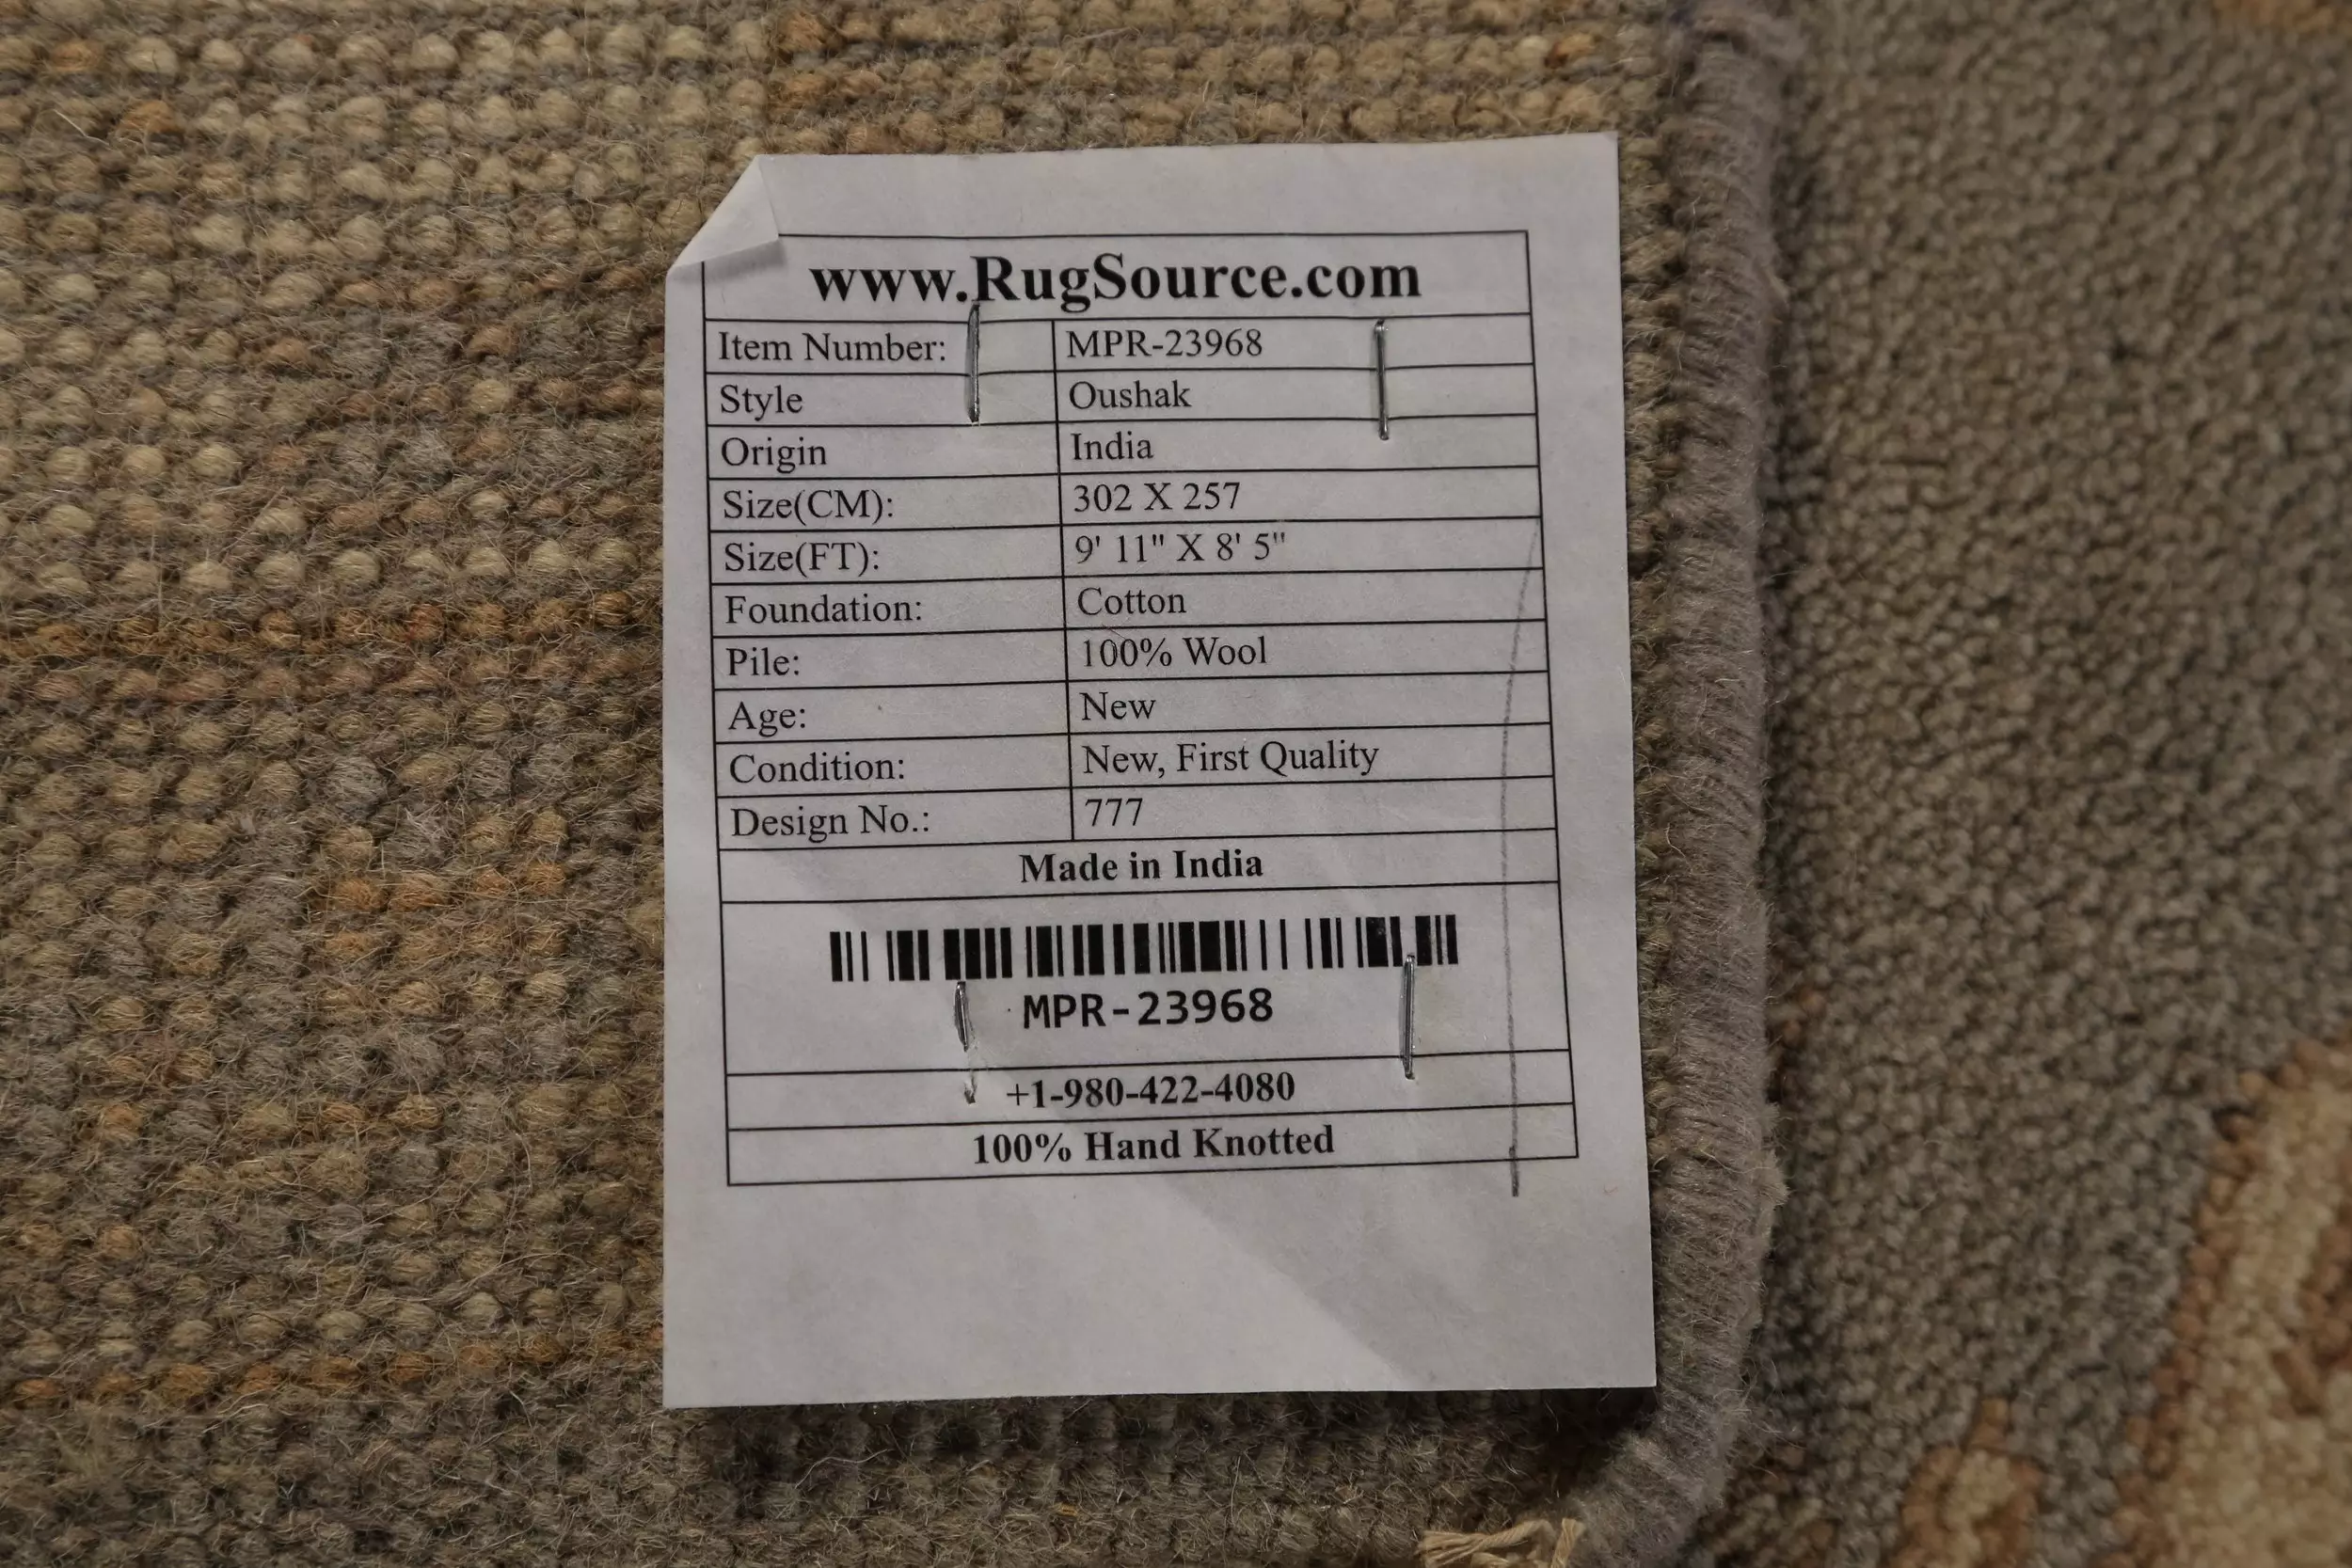 www.RugSource.com
Item Number: MPR-23968
Style Oushak
Origin India
Size(CM): 302 X 257
Size(FT): 9' 11" X 8' 5"
Foundation: Cotton
Pile: 100% Wool
Age: New
Condition: New, First Quality
Design No.: 777
Made in India
MPR-23968
+1-980-422-4080
100% Hand Knotted